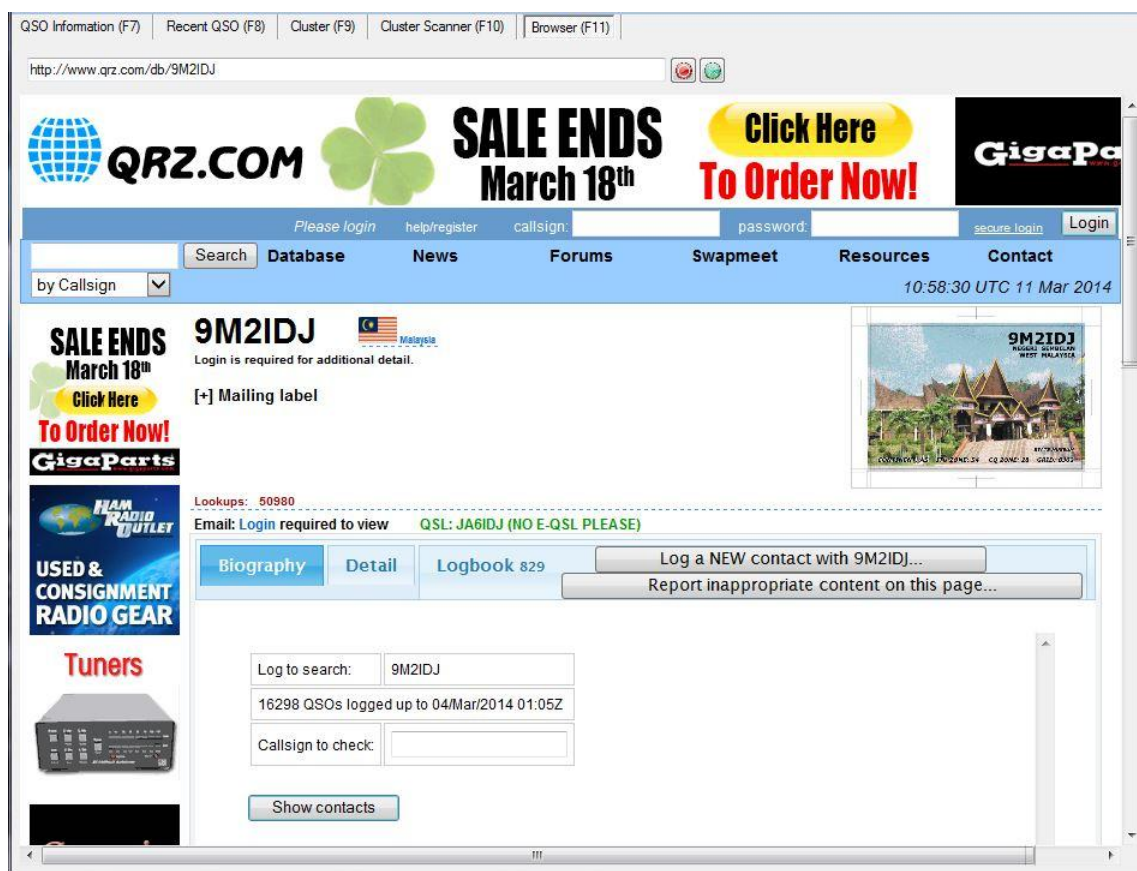 QSO Information (F7) Recent QSO (F8) Cluster (F9) Cluster Scanner (F10) Browser (F11)
http://www.qrz.com/db/9M2IDJ
QRZ.COM
SALE ENDS
March 18th
Click Here
To Order Now!
GigaPa
Please login help/register callsign: password: secure login Login
Search Database News Forums Swapmeet Resources Contact
by Callsign 10:58:30 UTC 11 Mar 2014
SALE ENDS
March 18th
Click Here
To Order Now!
GigaParts
9M2IDJ Malaysia
Login is required for additional detail.
[+] Mailing label
9M2IDJ
NEGERI SEMBILAN
WEST MALAYSIA
Lookups: 50980
Email: Login required to view QSL: JA6IDJ (NO E-QSL PLEASE)
HAM
RADIO
OUTLET
USED &
CONSIGNMENT
RADIO GEAR
Biography Detail Logbook 829 Log a NEW contact with 9M2IDJ...
Report inappropriate content on this page...
Tuners
Log to search: 9M2IDJ
16298 QSOs logged up to 04/Mar/2014 01:05Z
Callsign to check:
Show contacts